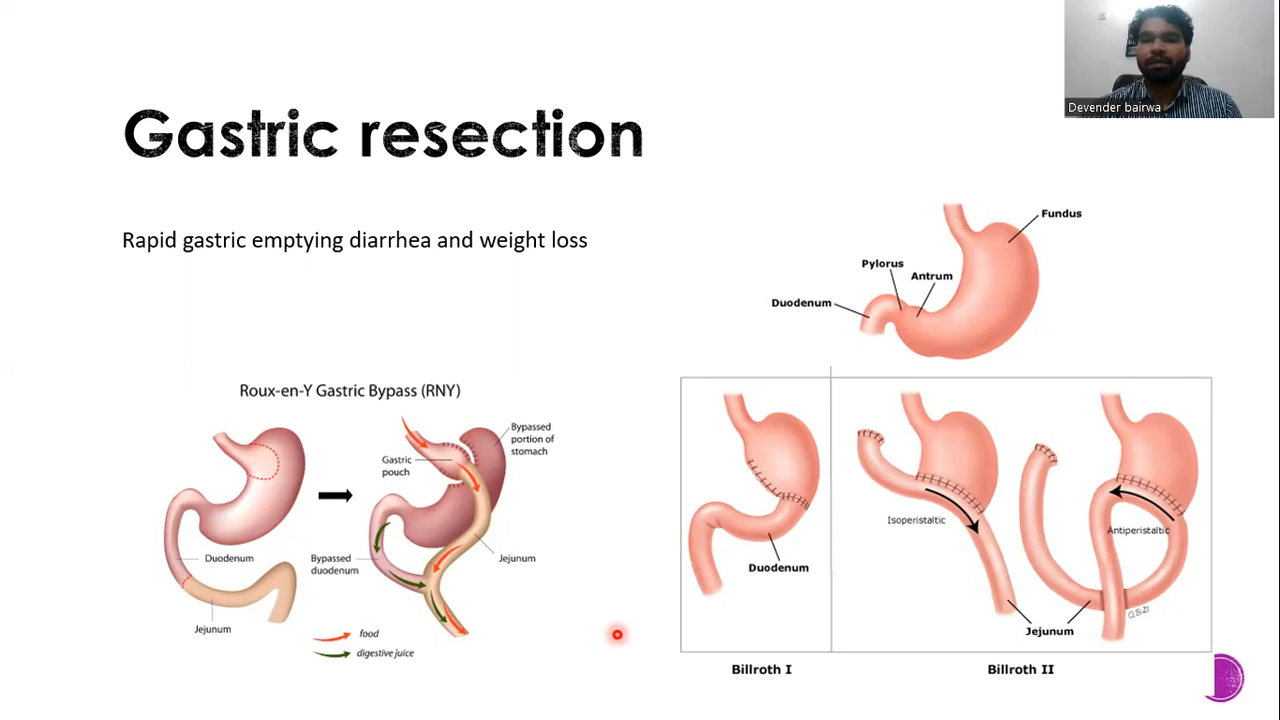 Devender bairwa
Gastric resection
Rapid gastric emptying diarrhea and weight loss
Fundus
Pylorus
Antrum
Duodenum
Roux-en-Y Gastric Bypass (RNY)
Bypassed
portion of
stomach
Gastric
pouch
Duodenum
Bypassed
duodenum
Jejunum
Jejunum
food
digestive juice
Isoperistaltic
Antiperistaltic
Duodenum
Jejunum
Billroth I
Billroth II